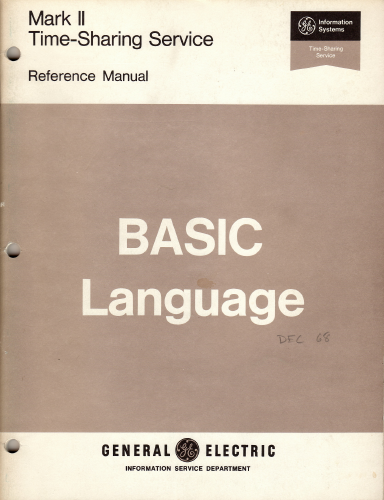 Mark II
Time-Sharing Service
Reference Manual
Information
Systems
Time-Sharing
Service
BASIC
Language
DEC 68
GENERAL GE ELECTRIC
INFORMATION SERVICE DEPARTMENT